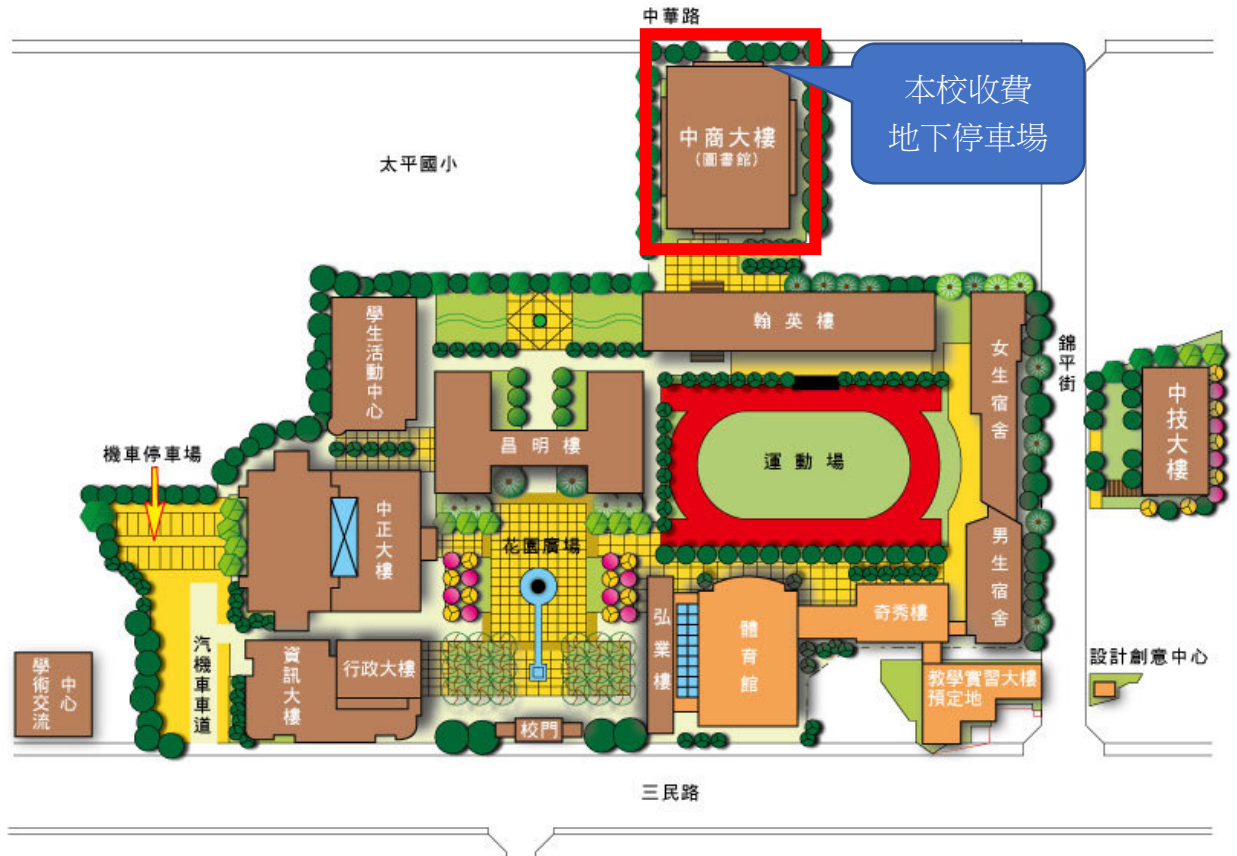 中華路
本校收費
地下停車場
中商大樓
(圖書館)
太平國小
學生活動中心
翰英樓
女生宿舍
錦平街
中技大樓
昌明樓
運動場
機車停車場
中正大樓
花園廣場
男生宿舍
弘業樓
體育館
奇秀樓
汽機車車道
資訊大樓
行政大樓
教學實習大樓
預定地
設計創意中心
學術交流
中心
校門
三民路